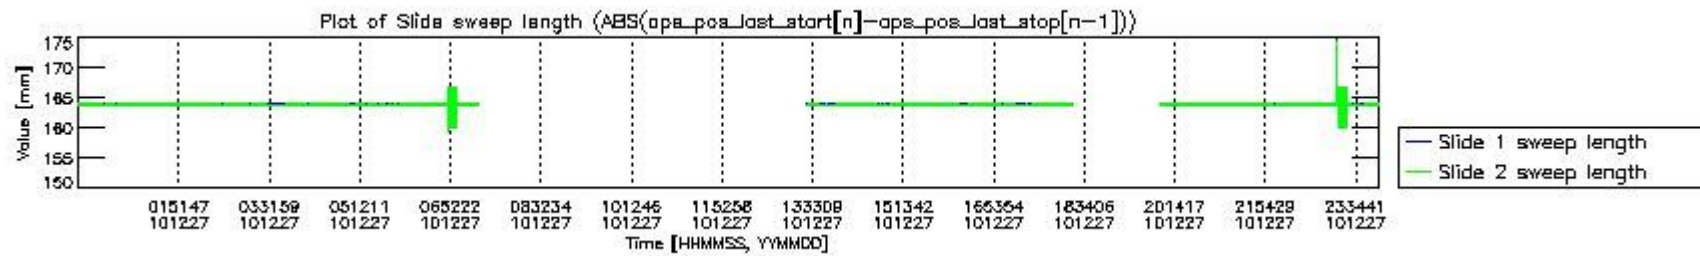 Plot of Slide sweep length (ABS(aps_pos_last_start[n]-aps_pos_last_stop[n-1]))
175
170
165
160
155
150
Value [mm]
015147 033159 051211 065222 083234 101246 115258 133309 151342 165354 183406 201417 215429 233441
101227 101227 101227 101227 101227 101227 101227 101227 101227 101227 101227 101227 101227 101227
Time [HHMMSS, YYMMDD]
Slide 1 sweep length
Slide 2 sweep length